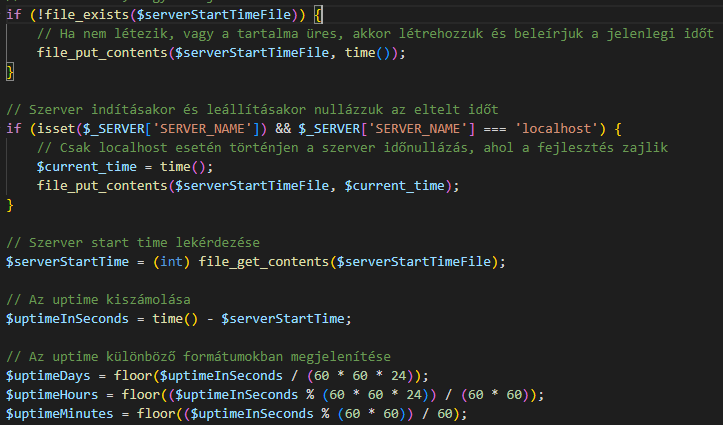 if (!file_exists($serverStartTimeFile)) {
    // Ha nem létezik, vagy a tartalma üres, akkor létrehozzuk és beleírjuk a jelenlegi időt
    file_put_contents($serverStartTimeFile, time());
}

// Szerver indításakor és leállításakor nullázzuk az eltelt időt
if (isset($_SERVER['SERVER_NAME']) && $_SERVER['SERVER_NAME'] === 'localhost') {
    // Csak localhost esetén történjen a szerver időnullázás, ahol a fejlesztés zajlik
    $current_time = time();
    file_put_contents($serverStartTimeFile, $current_time);
}

// Szerver start time lekérdezése
$serverStartTime = (int) file_get_contents($serverStartTimeFile);

// Az uptime kiszámolása
$uptimeInSeconds = time() - $serverStartTime;

// Az uptime különböző formátumokban megjelenítése
$uptimeDays = floor($uptimeInSeconds / (60 * 60 * 24));
$uptimeHours = floor(($uptimeInSeconds % (60 * 60 * 24)) / (60 * 60));
$uptimeMinutes = floor(($uptimeInSeconds % (60 * 60)) / 60);